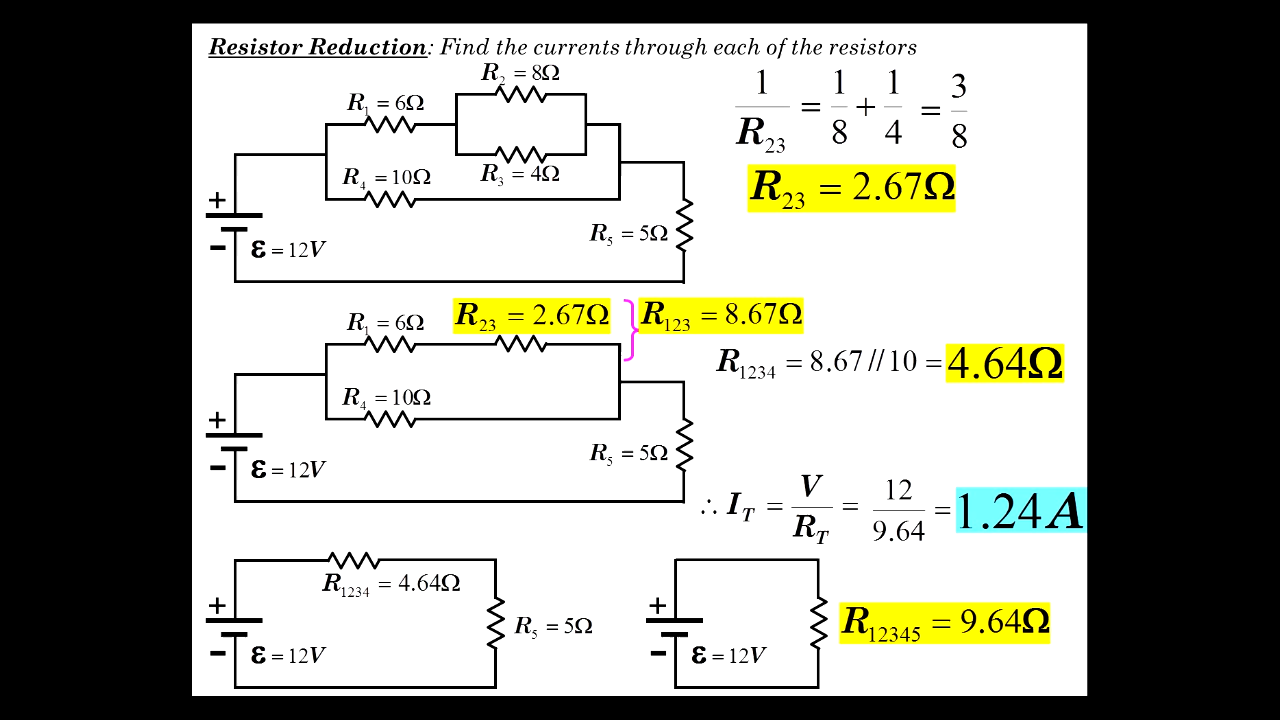 Resistor Reduction: Find the currents through each of the resistors
R₂ = 8Ω
R₁ = 6Ω
R₃ = 4Ω
R₄ = 10Ω
+
R₅ = 5Ω
-
ε = 12V
1/R₂₃ = 1/8 + 1/4 = 3/8
R₂₃ = 2.67Ω
R₁ = 6Ω
R₂₃ = 2.67Ω } R₁₂₃ = 8.67Ω
R₁₂₃₄ = 8.67 // 10 = 4.64Ω
R₄ = 10Ω
+
R₅ = 5Ω
-
ε = 12V
∴ I_T = V/R_T = 12/9.64 = 1.24A
R₁₂₃₄ = 4.64Ω
+
R₅ = 5Ω
-
ε = 12V
+
R₁₂₃₄₅ = 9.64Ω
-
ε = 12V